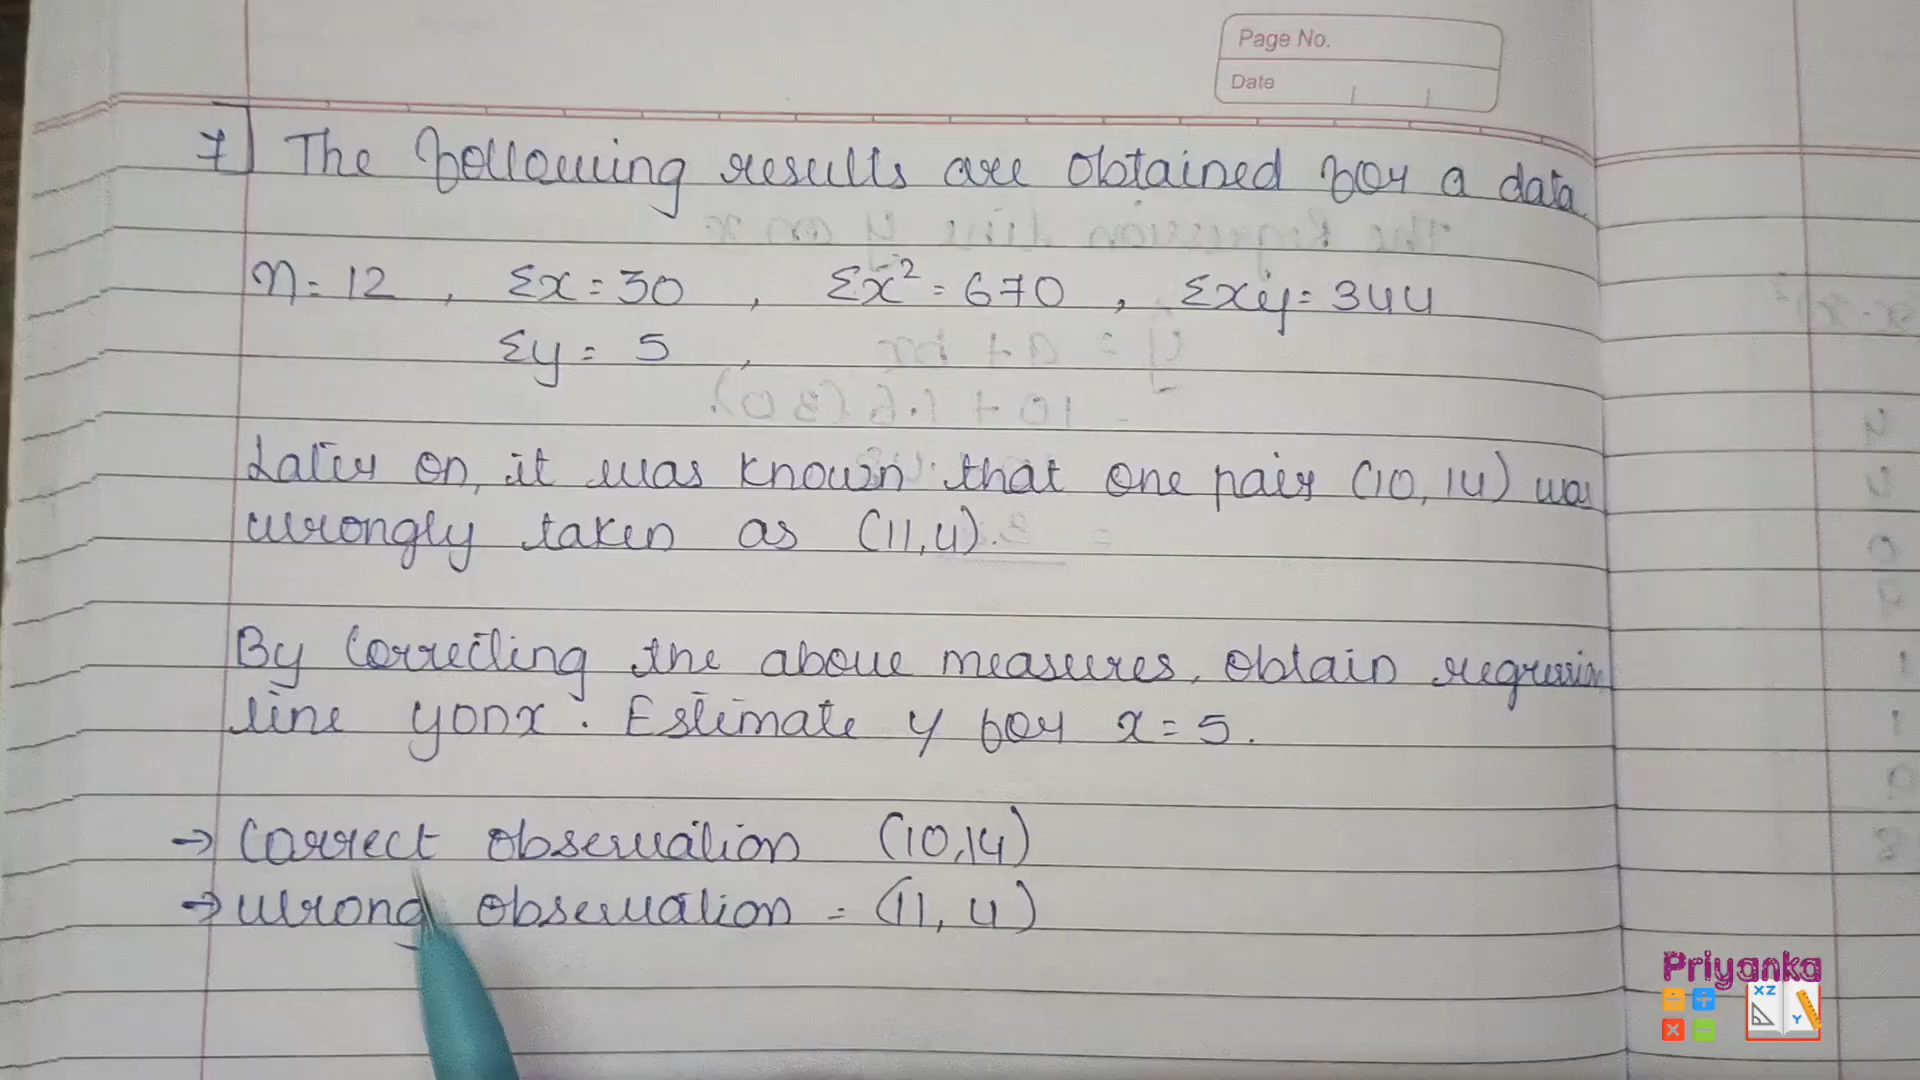 Page No.
Date
7] The following results are obtained for a data
n = 12 , Σx = 30 , Σx² = 670 , Σxy = 344
Σy = 5 ,
Later on, it was known that one pair (10, 14) was
wrongly taken as (11, 4).
By Correcting the above measures, obtain regression
line y on x . Estimate y for x = 5.
→ Correct observation (10, 14)
→ Wrong observation = (11, 4)
Priyanka
XZ
Y